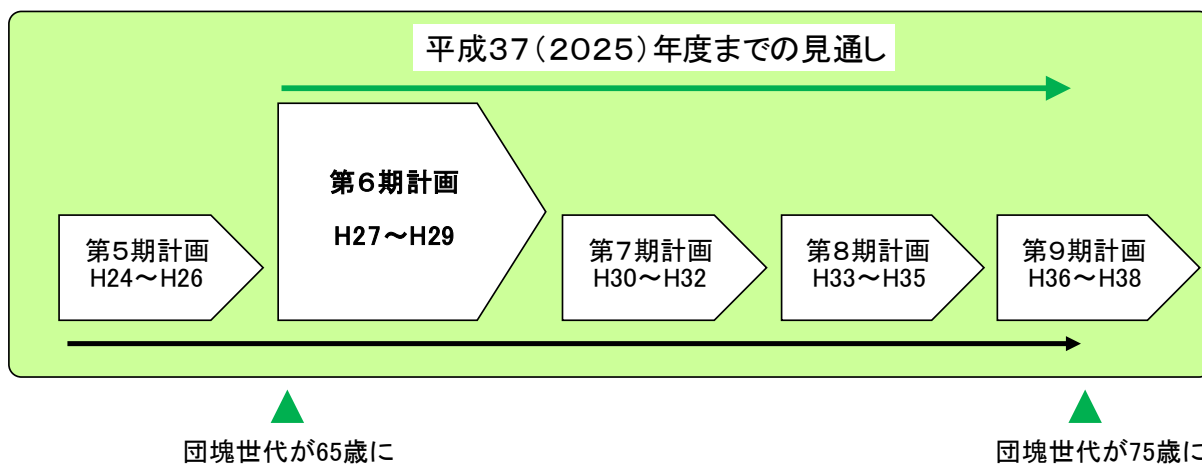 平成37(2025)年度までの見通し
第6期計画
H27～H29
第5期計画
H24～H26
第7期計画
H30～H32
第8期計画
H33～H35
第9期計画
H36～H38
団塊世代が65歳に
団塊世代が75歳に